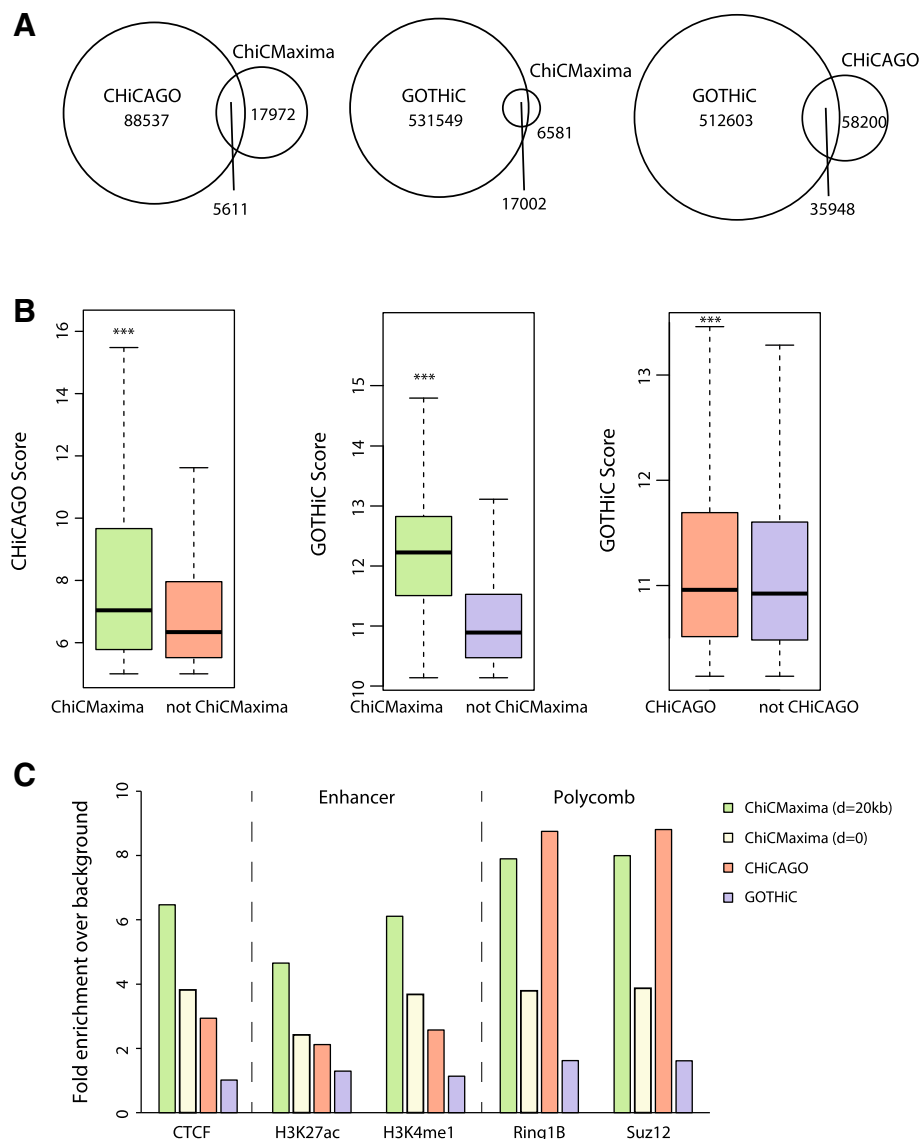 A
CHiCAGO
88537
ChiCMaxima
17972
5611
GOTHiC
531549
ChiCMaxima
6581
17002
GOTHiC
512603
CHiCAGO
58200
35948
B
CHiCAGO Score
16
14
12
10
8
6
***
ChiCMaxima
not ChiCMaxima
GOTHiC Score
15
14
13
12
11
10
***
ChiCMaxima
not ChiCMaxima
GOTHiC Score
13
12
11
***
CHiCAGO
not CHiCAGO
C
Fold enrichment over background
10
8
6
4
2
0
Enhancer
Polycomb
CTCF
H3K27ac
H3K4me1
Ring1B
Suz12
ChiCMaxima (d=20kb)
ChiCMaxima (d=0)
CHiCAGO
GOTHiC